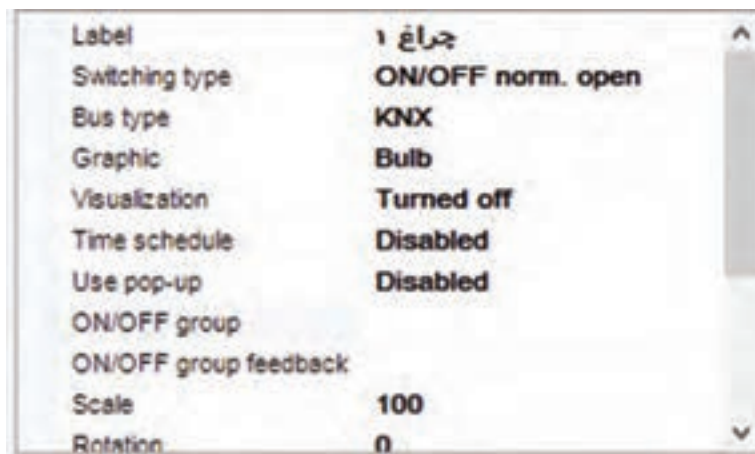 Label چراغ ۱
Switching type ON/OFF norm. open
Bus type KNX
Graphic Bulb
Visualization Turned off
Time schedule Disabled
Use pop-up Disabled
ON/OFF group
ON/OFF group feedback
Scale 100
Rotation 0